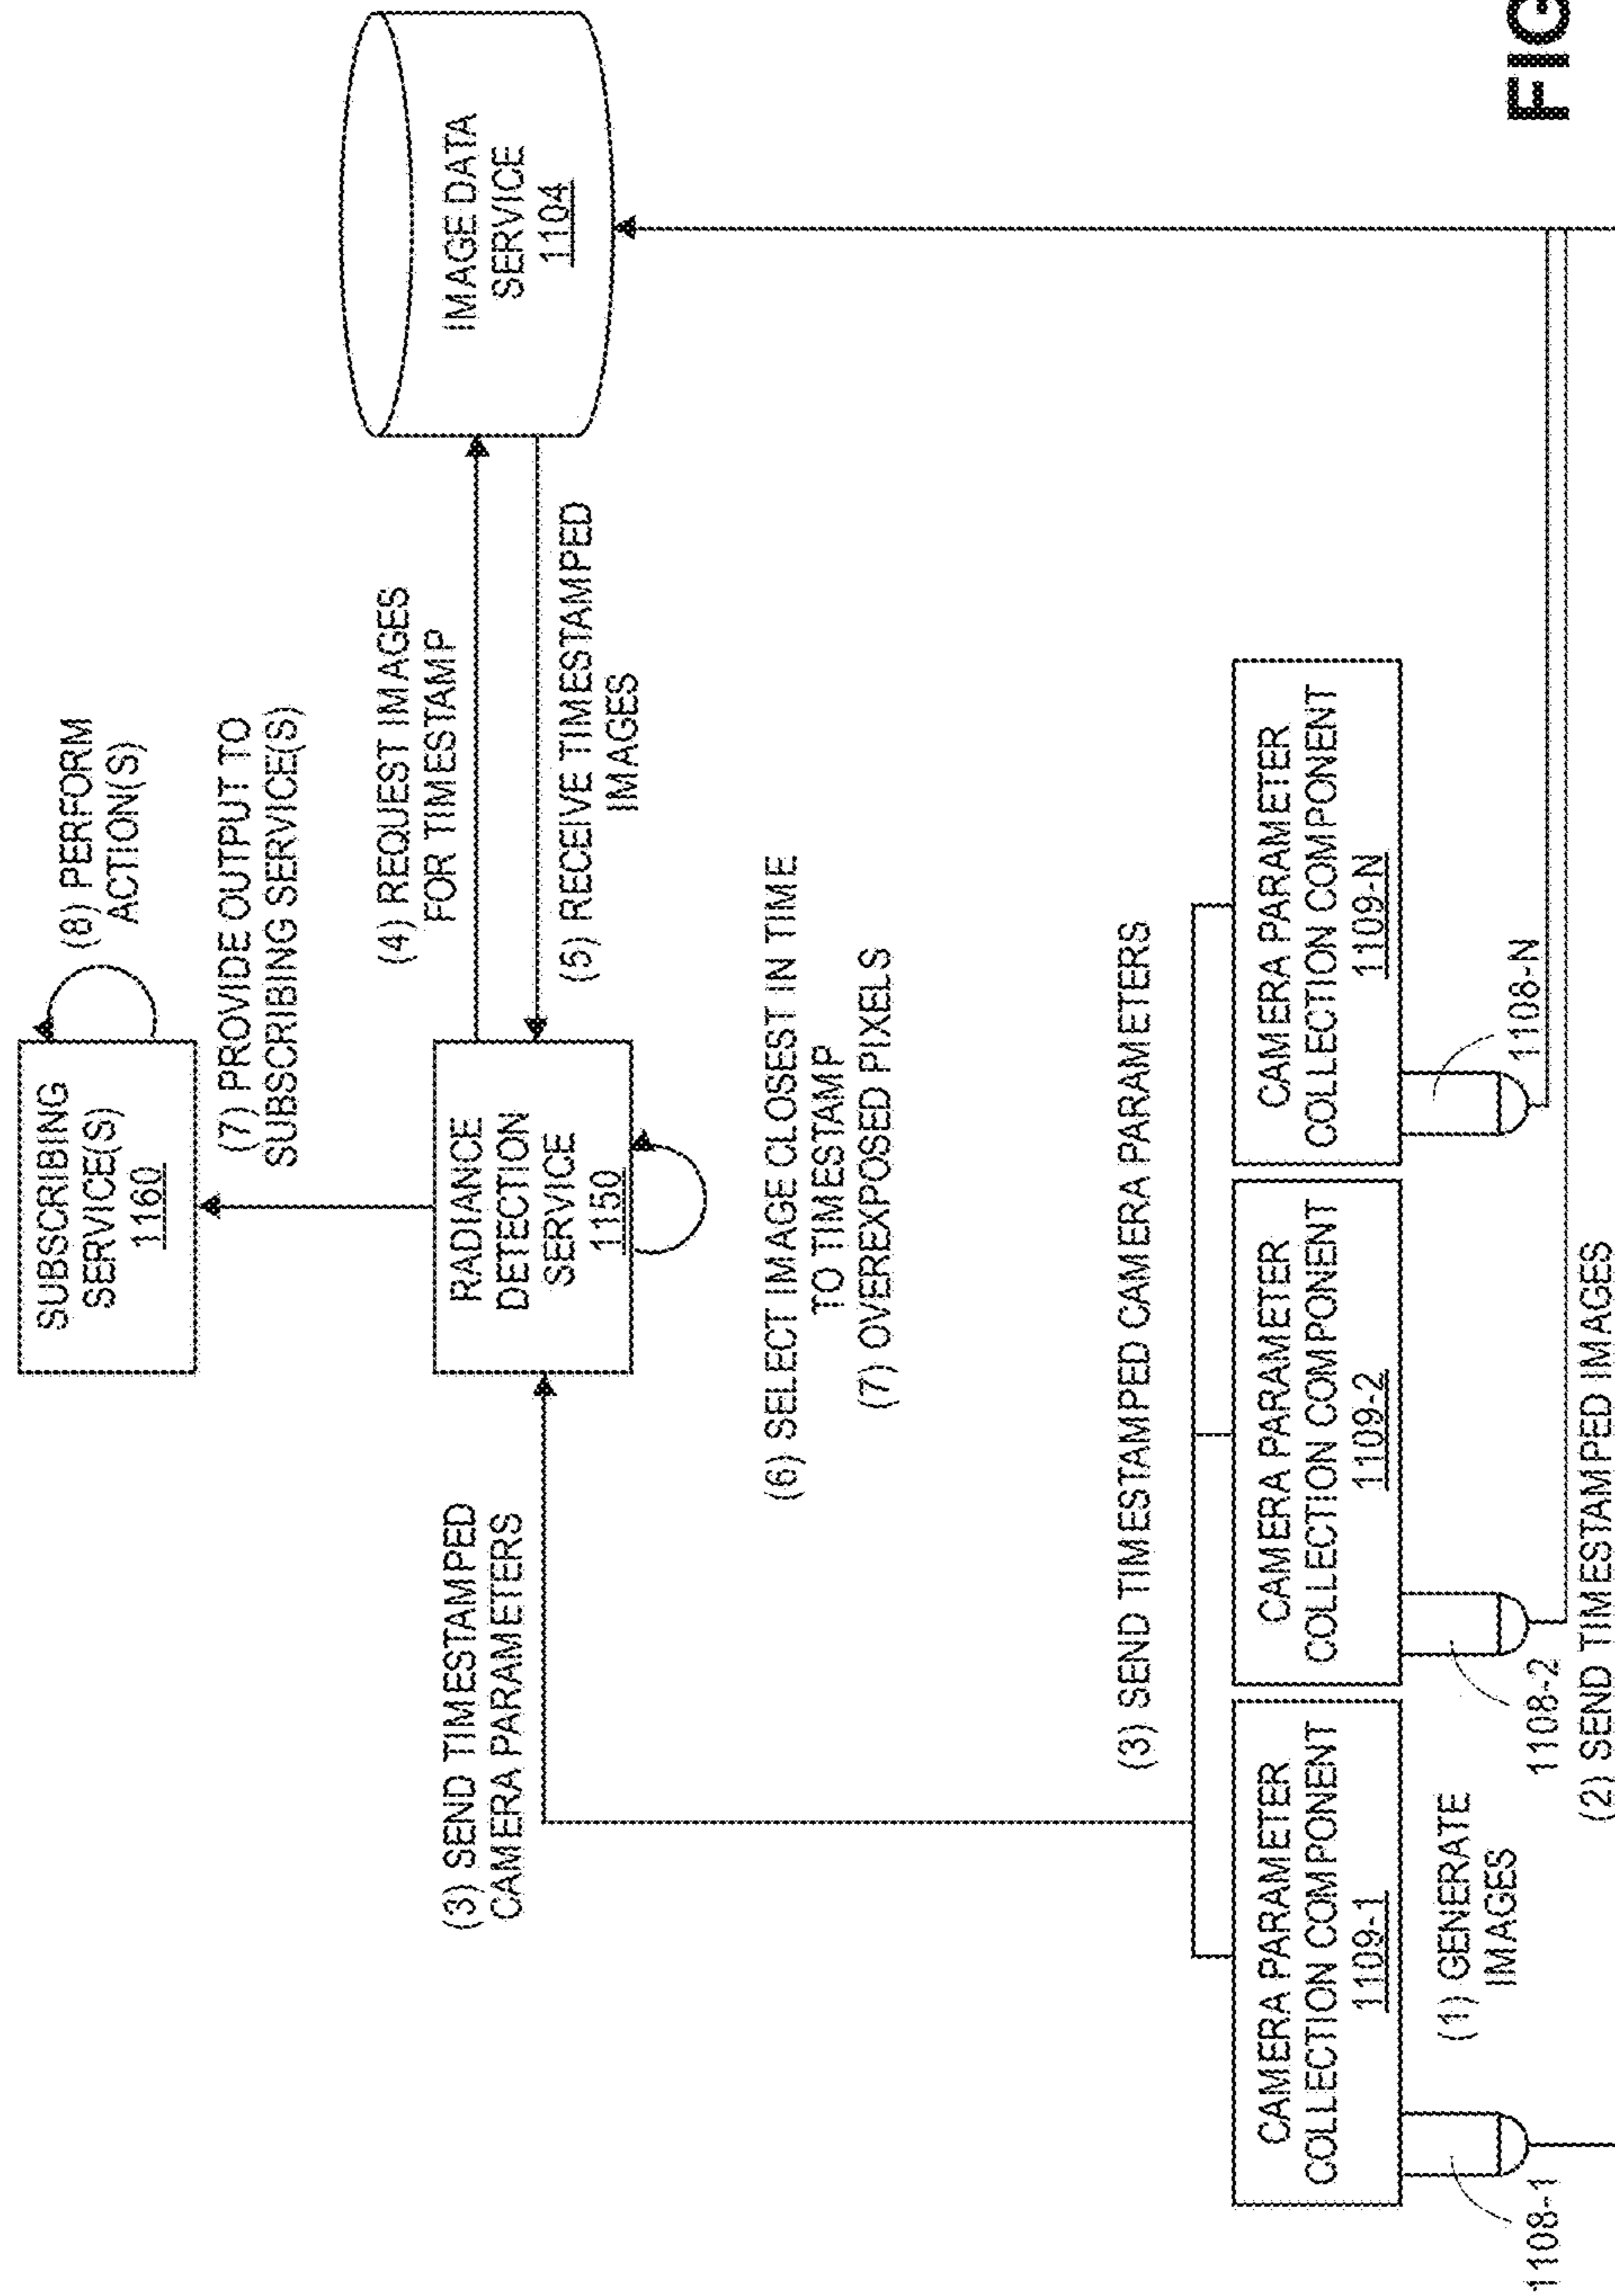 SUBSCRIBING
SERVICE(S)
1160
(8) PERFORM
ACTION(S)
(7) PROVIDE OUTPUT TO
SUBSCRIBING SERVICE(S)
(3) SEND TIMESTAMPED
CAMERA PARAMETERS
RADIANCE
DETECTION
SERVICE
1150
(4) REQUEST IMAGES
FOR TIMESTAMP
(5) RECEIVE TIMESTAMPED
IMAGES
IMAGE DATA
SERVICE
1104
(6) SELECT IMAGE CLOSEST IN TIME
TO TIMESTAMP
(7) OVEREXPOSED PIXELS
(3) SEND TIMESTAMPED CAMERA PARAMETERS
CAMERA PARAMETER
COLLECTION COMPONENT
1109-1
CAMERA PARAMETER
COLLECTION COMPONENT
1109-2
CAMERA PARAMETER
COLLECTION COMPONENT
1109-N
1108-1
(1) GENERATE
IMAGES
1108-2
1108-N
(2) SEND TIMESTAMPED IMAGES
FIG